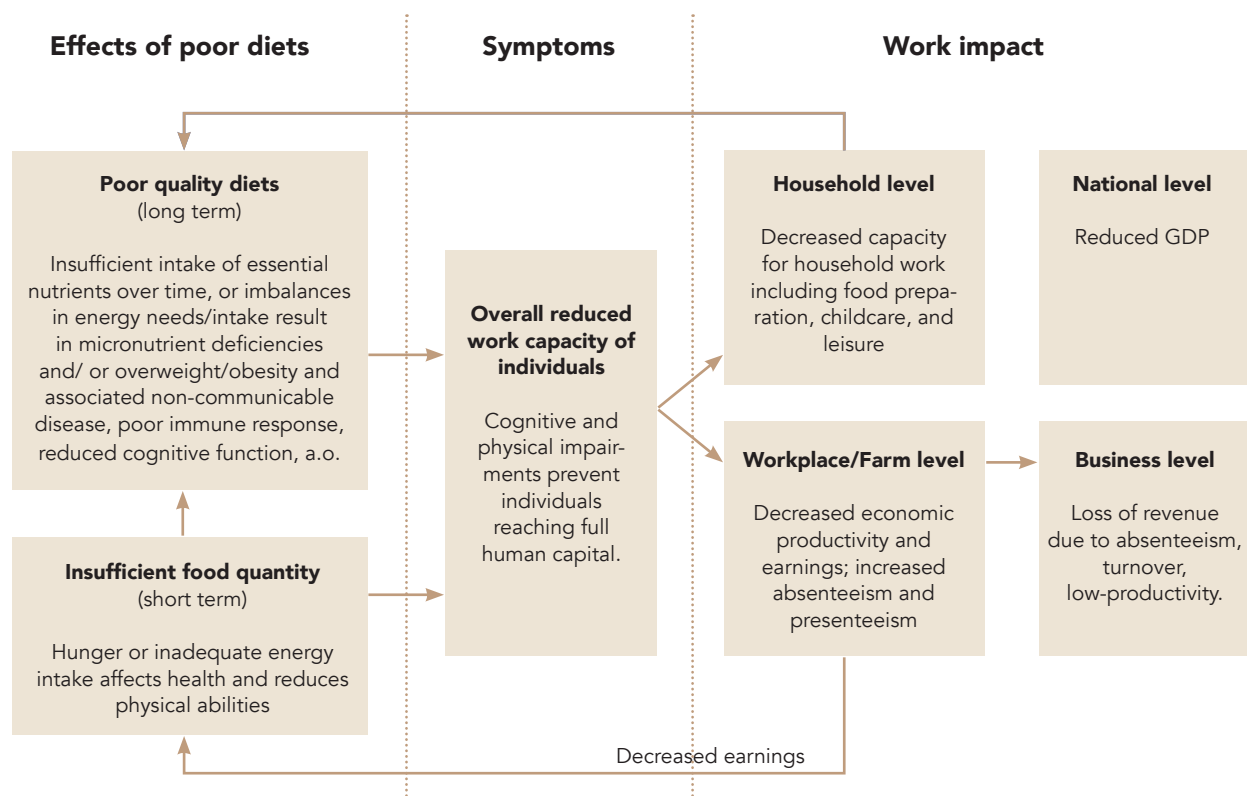 Effects of poor diets
Symptoms
Work impact
Poor quality diets
(long term)
Insufficient intake of essential
nutrients over time, or imbalances
in energy needs/intake result
in micronutrient deficiencies
and/ or overweight/obesity and
associated non-communicable
disease, poor immune response,
reduced cognitive function, a.o.
Insufficient food quantity
(short term)
Hunger or inadequate energy
intake affects health and reduces
physical abilities
Overall reduced
work capacity of
individuals
Cognitive and
physical impair-
ments prevent
individuals
reaching full
human capital.
Household level
Decreased capacity
for household work
including food prepa-
ration, childcare, and
leisure
National level
Reduced GDP
Workplace/Farm level
Decreased economic
productivity and
earnings; increased
absenteeism and
presenteeism
Business level
Loss of revenue
due to absenteeism,
turnover,
low-productivity.
Decreased earnings